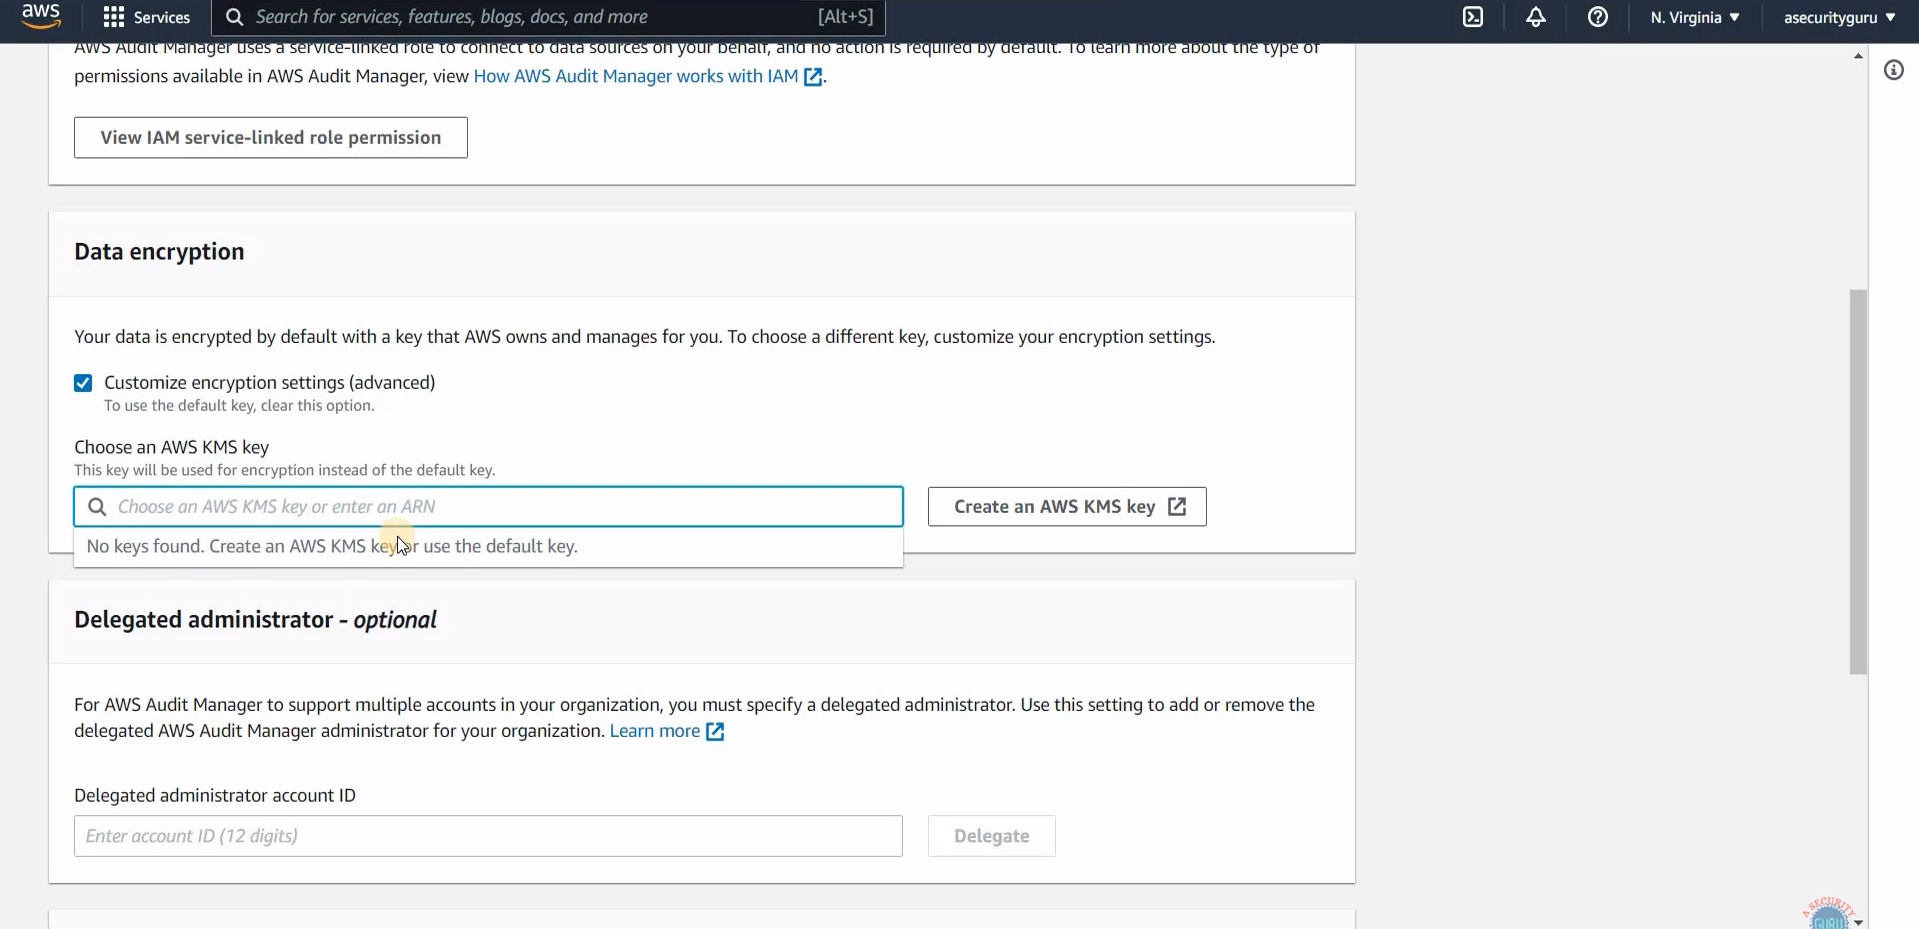 aws
Services
Search for services, features, blogs, docs, and more
[Alt+S]
N. Virginia
asecurityguru
AWS Audit Manager uses a service-linked role to connect to data sources on your behalf, and no action is required by default. To learn more about the type of
permissions available in AWS Audit Manager, view How AWS Audit Manager works with IAM.
View IAM service-linked role permission
Data encryption
Your data is encrypted by default with a key that AWS owns and manages for you. To choose a different key, customize your encryption settings.
Customize encryption settings (advanced)
To use the default key, clear this option.
Choose an AWS KMS key
This key will be used for encryption instead of the default key.
Choose an AWS KMS key or enter an ARN
Create an AWS KMS key
No keys found. Create an AWS KMS key or use the default key.
Delegated administrator - optional
For AWS Audit Manager to support multiple accounts in your organization, you must specify a delegated administrator. Use this setting to add or remove the
delegated AWS Audit Manager administrator for your organization. Learn more
Delegated administrator account ID
Enter account ID (12 digits)
Delegate
A SECURITY
GURU